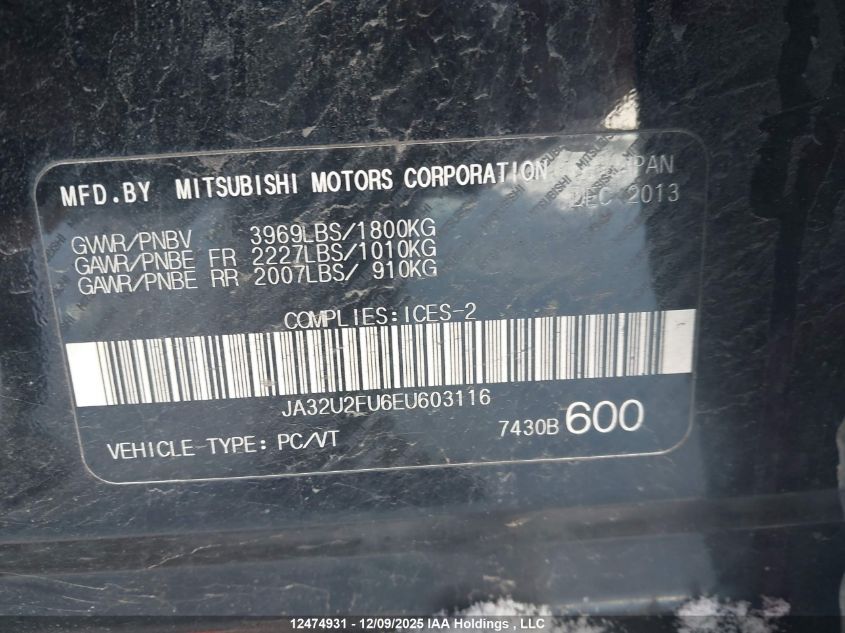 MFD.BY MITSUBISHI MOTORS CORPORATION JAPAN
DEC 2013
GVWR/PNBV 3969LBS/1800KG
GAWR/PNBE FR 2227LBS/1010KG
GAWR/PNBE RR 2007LBS/ 910KG
COMPLIES:ICES-2
JA32U2FU6EU603116
7430B 600
VEHICLE TYPE: PC/VT
12474931 - 12/09/2025 IAA Holdings , LLC